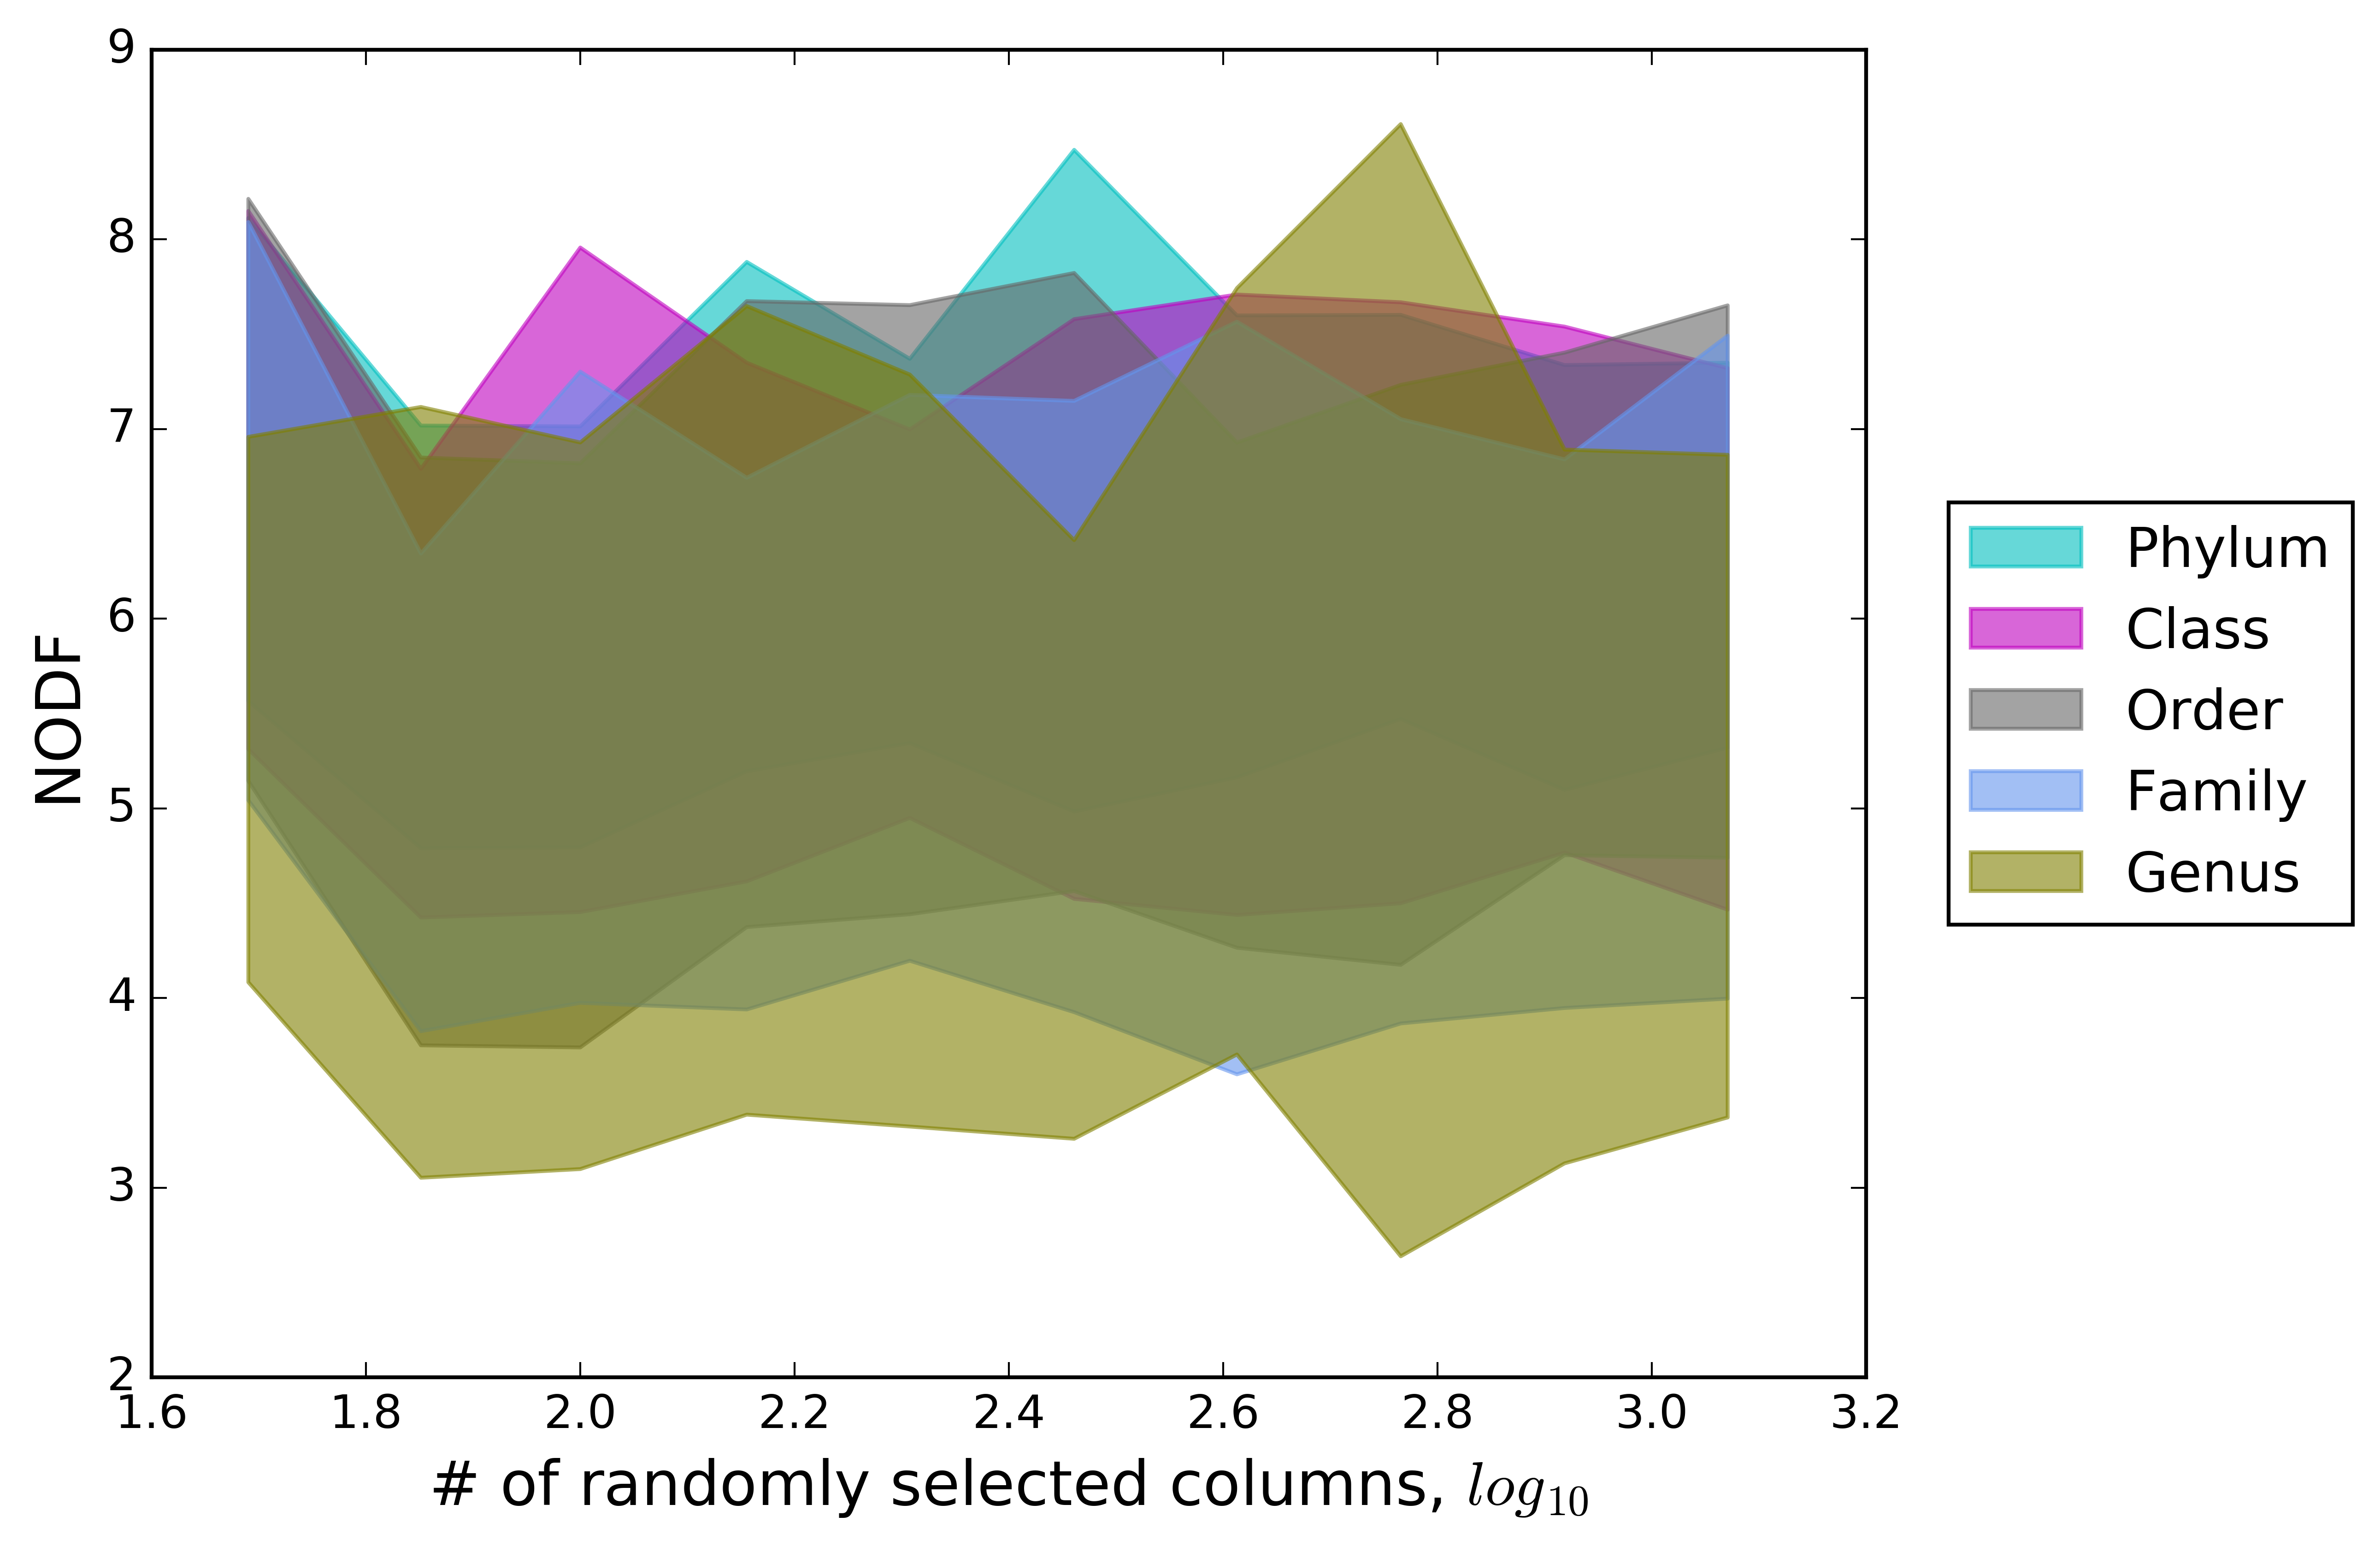 9
8
7
6
5
4
3
2
NODF
1.6 1.8 2.0 2.2 2.4 2.6 2.8 3.0 3.2
# of randomly selected columns, log10
Phylum
Class
Order
Family
Genus